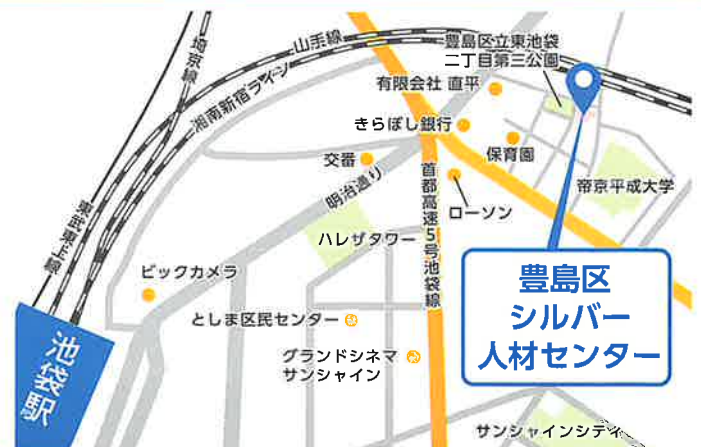 山手線
埼京線
湘南新宿ライン
豊島区立東池袋
二丁目第三公園
有限会社 直平
きらぼし銀行
保育園
交番
明治通り
首都高速5号池袋線
ローソン
帝京平成大学
東武東上線
ハレザタワー
ビックカメラ
豊島区
シルバー
人材センター
としま区民センター
池袋駅
グランドシネマ
サンシャイン
サンシャインシティ